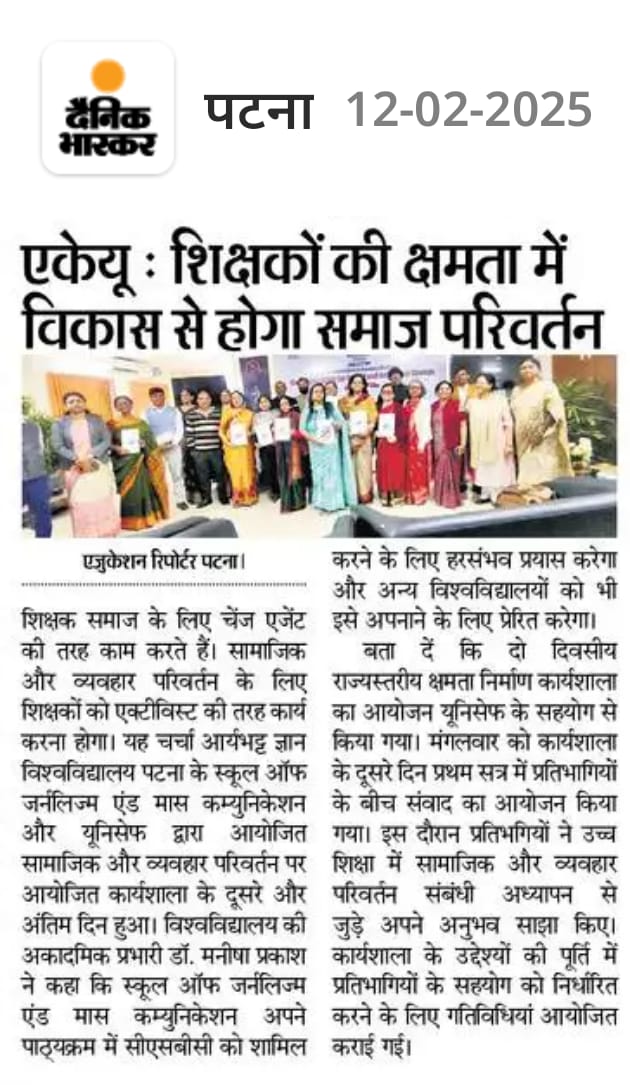 दैनिक
भास्कर
पटना 12-02-2025
एकेयू : शिक्षकों की क्षमता में
विकास से होगा समाज परिवर्तन
एजुकेशन रिपोर्टर पटना।
शिक्षक समाज के लिए चेंज एजेंट
की तरह काम करते हैं। सामाजिक
और व्यवहार परिवर्तन के लिए
शिक्षकों को एक्टीविस्ट की तरह कार्य
करना होगा। यह चर्चा आर्यभट्ट ज्ञान
विश्वविद्यालय पटना के स्कूल ऑफ
जर्नलिज्म एंड मास कम्युनिकेशन
और यूनिसेफ द्वारा आयोजित
सामाजिक और व्यवहार परिवर्तन पर
आयोजित कार्यशाला के दूसरे और
अंतिम दिन हुआ। विश्वविद्यालय की
अकादमिक प्रभारी डॉ. मनीषा प्रकाश
ने कहा कि स्कूल ऑफ जर्नलिज्म
एंड मास कम्युनिकेशन अपने
पाठ्यक्रम में सीएसबीसी को शामिल
करने के लिए हरसंभव प्रयास करेगा
और अन्य विश्वविद्यालयों को भी
इसे अपनाने के लिए प्रेरित करेगा।
बता दें कि दो दिवसीय
राज्यस्तरीय क्षमता निर्माण कार्यशाला
का आयोजन यूनिसेफ के सहयोग से
किया गया। मंगलवार को कार्यशाला
के दूसरे दिन प्रथम सत्र में प्रतिभागियों
के बीच संवाद का आयोजन किया
गया। इस दौरान प्रतिभगियों ने उच्च
शिक्षा में सामाजिक और व्यवहार
परिवर्तन संबंधी अध्यापन से
जुड़े अपने अनुभव साझा किए।
कार्यशाला के उद्देश्यों की पूर्ति में
प्रतिभागियों के सहयोग को निर्धारित
करने के लिए गतिविधियां आयोजित
कराई गई।